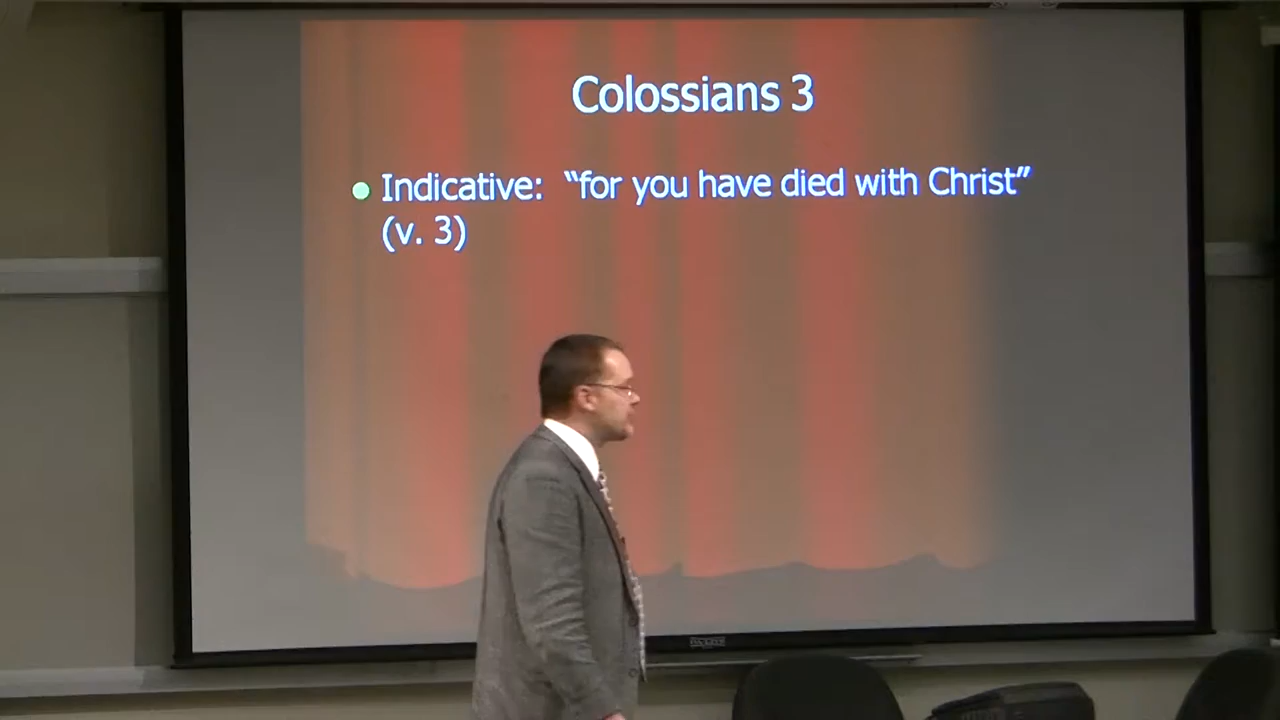 Colossians 3
Indicative: “for you have died with Christ”
(v. 3)